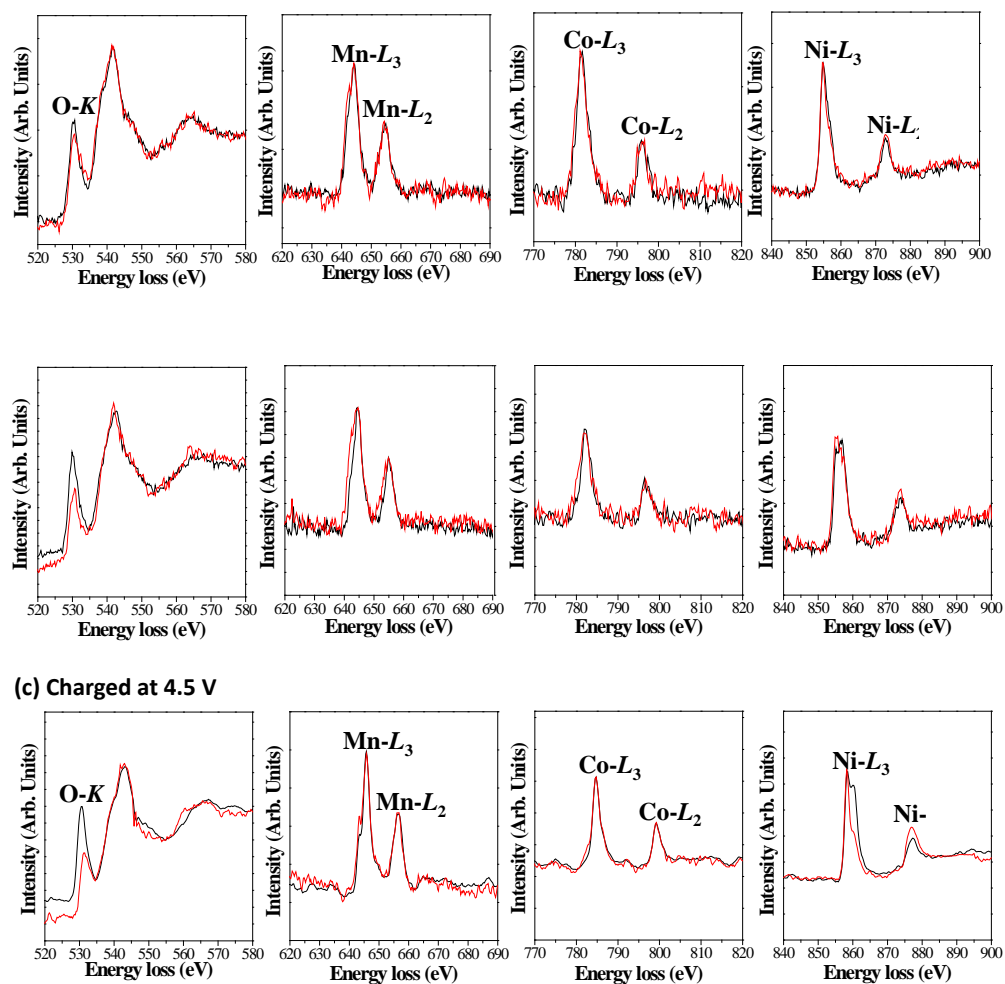 Intensity (Arb. Units)
O-K
520 530 540 550 560 570 580
Energy loss (eV)
Intensity (Arb. Units)
Mn-L3
Mn-L2
620 630 640 650 660 670 680 690
Energy loss (eV)
Intensity (Arb. Units)
Co-L3
Co-L2
770 780 790 800 810 820
Energy loss (eV)
Intensity (Arb. Units)
Ni-L3
Ni-L2
840 850 860 870 880 890 900
Energy loss (eV)
Intensity (Arb. Units)
520 530 540 550 560 570 580
Energy loss (eV)
Intensity (Arb. Units)
620 630 640 650 660 670 680 690
Energy loss (eV)
Intensity (Arb. Units)
770 780 790 800 810 820
Energy loss (eV)
Intensity (Arb. Units)
840 850 860 870 880 890 900
Energy loss (eV)
(c) Charged at 4.5 V
Intensity (Arb. Units)
O-K
520 530 540 550 560 570 580
Energy loss (eV)
Intensity (Arb. Units)
Mn-L3
Mn-L2
620 630 640 650 660 670 680 690
Energy loss (eV)
Intensity (Arb. Units)
Co-L3
Co-L2
770 780 790 800 810 820
Energy loss (eV)
Intensity (Arb. Units)
Ni-L3
Ni-
840 850 860 870 880 890 900
Energy loss (eV)